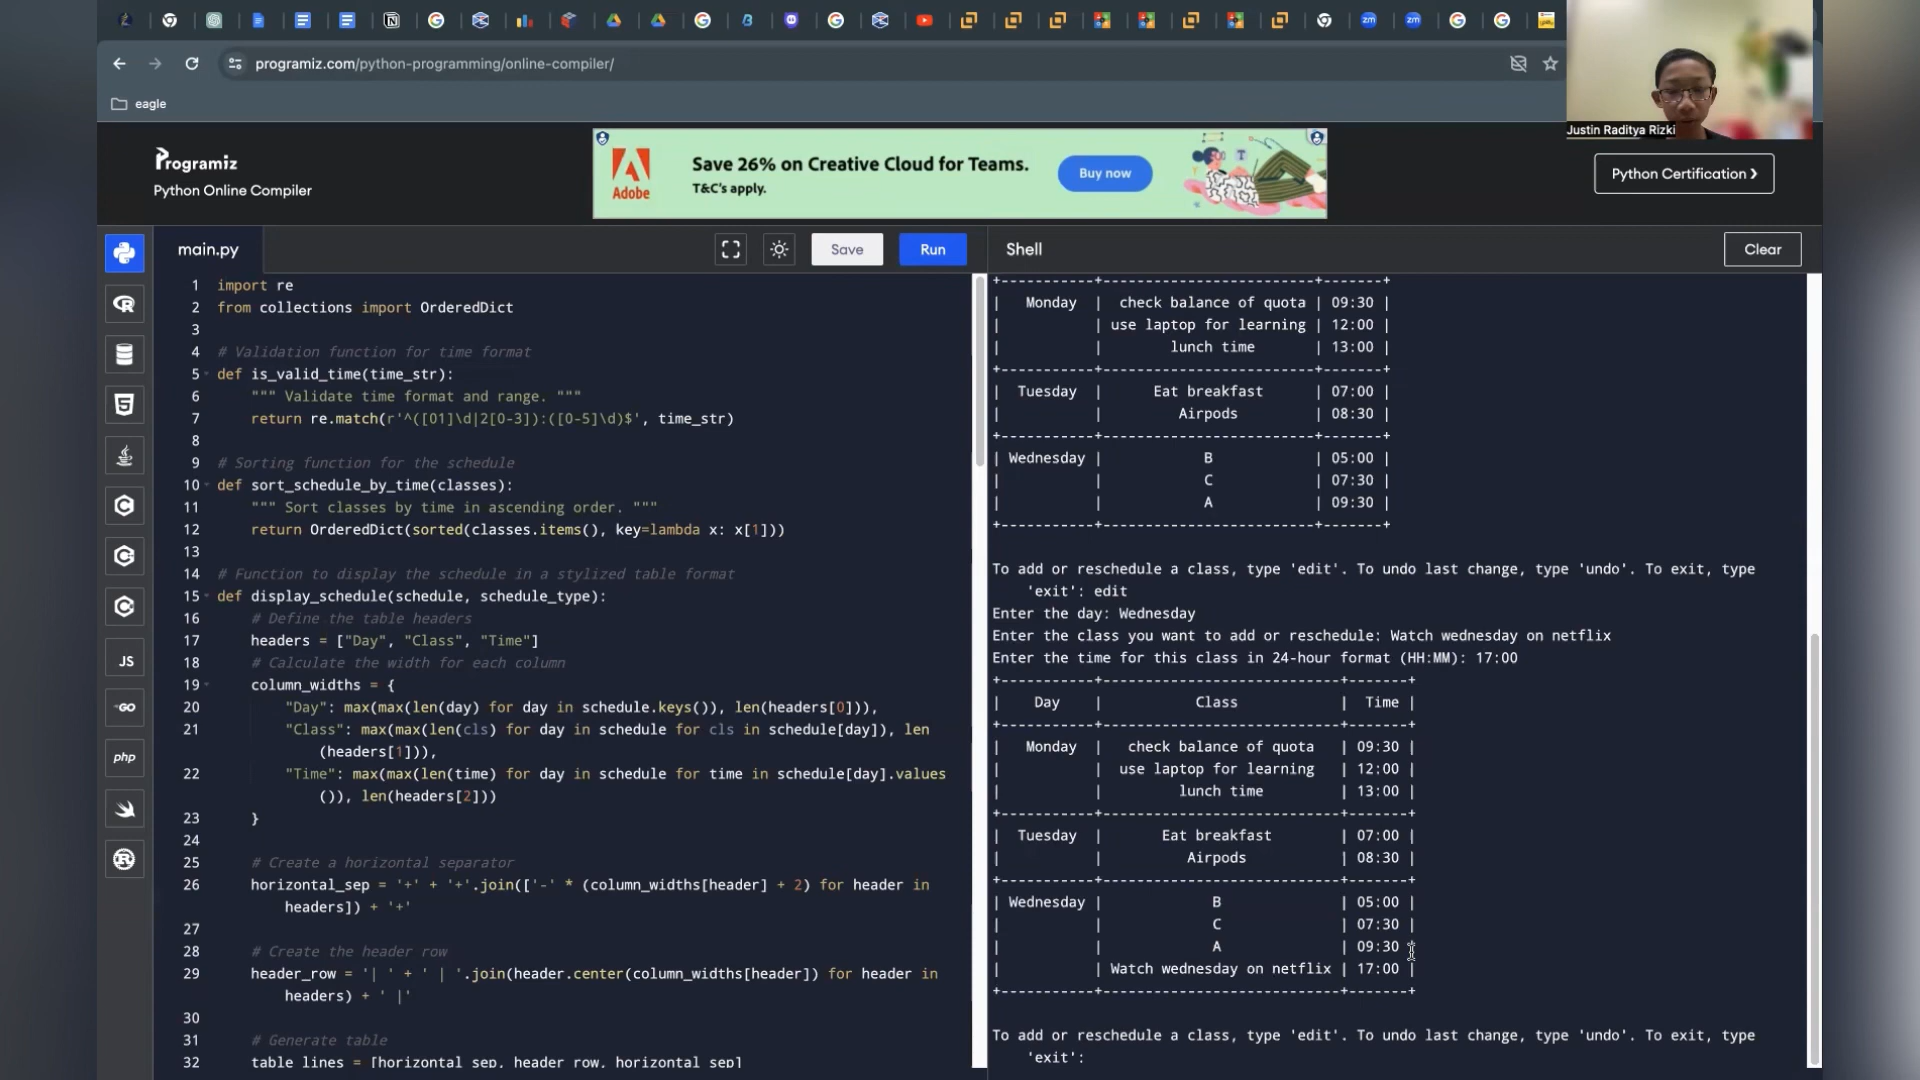 programiz.com/python-programming/online-compiler/
eagle
Justin Raditya Rizki
Programiz
Python Online Compiler
Adobe
Save 26% on Creative Cloud for Teams.
T&C's apply.
Buy now
Python Certification ❯
main.py
Save
Run
Shell
Clear
1 import re
2 from collections import OrderedDict
3
4 # Validation function for time format
5 def is_valid_time(time_str):
6     """ Validate time format and range. """
7     return re.match(r'^([01]\d|2[0-3]):([0-5]\d)$', time_str)
8
9 # Sorting function for the schedule
10 def sort_schedule_by_time(classes):
11     """ Sort classes by time in ascending order. """
12     return OrderedDict(sorted(classes.items(), key=lambda x: x[1]))
13
14 # Function to display the schedule in a stylized table format
15 def display_schedule(schedule, schedule_type):
16     # Define the table headers
17     headers = ["Day", "Class", "Time"]
18     # Calculate the width for each column
19     column_widths = {
20         "Day": max(max(len(day) for day in schedule.keys()), len(headers[0])),
21         "Class": max(max(len(cls) for day in schedule for cls in schedule[day]), len
(headers[1])),
22         "Time": max(max(len(time) for day in schedule for time in schedule[day].values
()), len(headers[2]))
23     }
24
25     # Create a horizontal separator
26     horizontal_sep = '+' + '+'.join(['-' * (column_widths[header] + 2) for header in
headers]) + '+'
27
28     # Create the header row
29     header_row = '| ' + ' | '.join(header.center(column_widths[header]) for header in
headers) + ' |'
30
31     # Generate table
32     table_lines = [horizontal_sep, header_row, horizontal_sep]
JS
GO
php
+-----------+-------------------------+-------+
|   Monday  |  check balance of quota | 09:30 |
|           | use laptop for learning | 12:00 |
|           |        lunch time       | 13:00 |
+-----------+-------------------------+-------+
|  Tuesday  |      Eat breakfast      | 07:00 |
|           |         Airpods         | 08:30 |
+-----------+-------------------------+-------+
| Wednesday |            B            | 05:00 |
|           |            C            | 07:30 |
|           |            A            | 09:30 |
+-----------+-------------------------+-------+
To add or reschedule a class, type 'edit'. To undo last change, type 'undo'. To exit, type
'exit': edit
Enter the day: Wednesday
Enter the class you want to add or reschedule: Watch wednesday on netflix
Enter the time for this class in 24-hour format (HH:MM): 17:00
+-----------+----------------------------+-------+
|    Day    |            Class           |  Time |
+-----------+----------------------------+-------+
|   Monday  |   check balance of quota   | 09:30 |
|           |  use laptop for learning   | 12:00 |
|           |         lunch time         | 13:00 |
+-----------+----------------------------+-------+
|  Tuesday  |       Eat breakfast        | 07:00 |
|           |          Airpods           | 08:30 |
+-----------+----------------------------+-------+
| Wednesday |             B              | 05:00 |
|           |             C              | 07:30 |
|           |             A              | 09:30 |
|           | Watch wednesday on netflix | 17:00 |
+-----------+----------------------------+-------+
To add or reschedule a class, type 'edit'. To undo last change, type 'undo'. To exit, type
'exit':